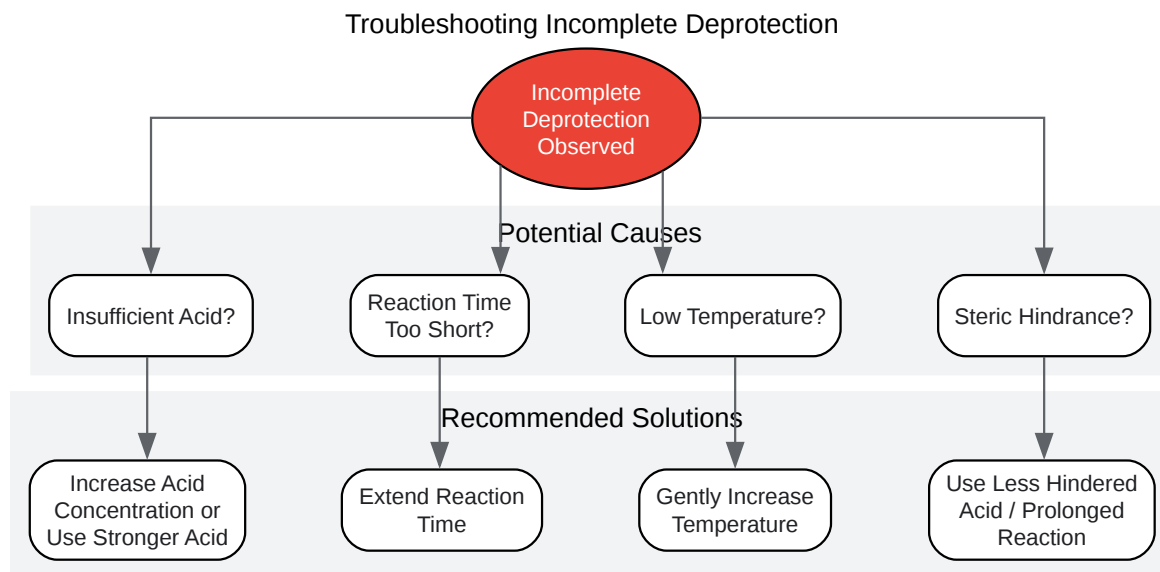 Troubleshooting Incomplete Deprotection
Incomplete
Deprotection
Observed
Potential Causes
Insufficient Acid?
Reaction Time
Too Short?
Low Temperature?
Steric Hindrance?
Recommended Solutions
Increase Acid
Concentration or
Use Stronger Acid
Extend Reaction
Time
Gently Increase
Temperature
Use Less Hindered
Acid / Prolonged
Reaction